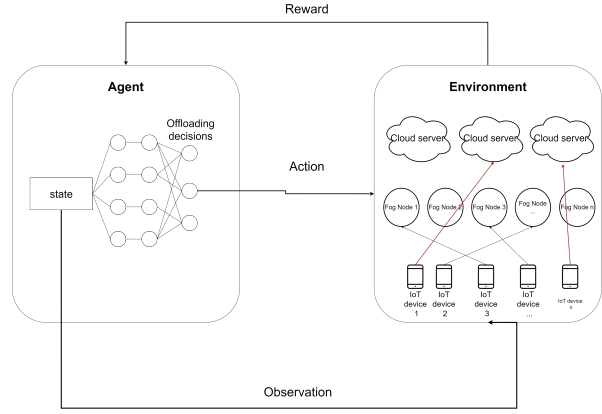 Reward
Agent
Environment
Offloading
decisions
Cloud server
Cloud server
Cloud server
Action
state
Fog Node 1
Fog Node 2
Fog Node 3
Fog Node
...
Fog Node n
IoT
device
1
IoT
device
2
IoT
device
3
IoT
device
...
IoT device
n
Observation